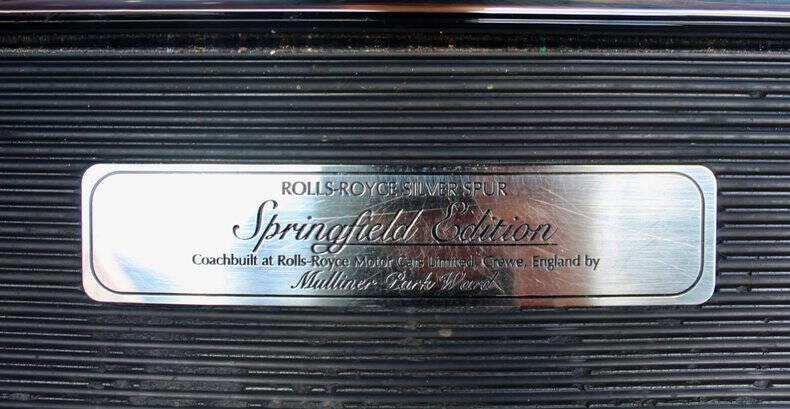 ROLLS-ROYCE SILVER SPUR
Springfield Edition
Coachbuilt at Rolls-Royce Motor Cars Limited, Crewe, England by
Mulliner Park Ward